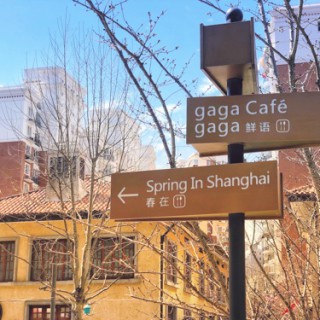 gaga Café
gaga 鲜语
Spring In Shanghai
春在